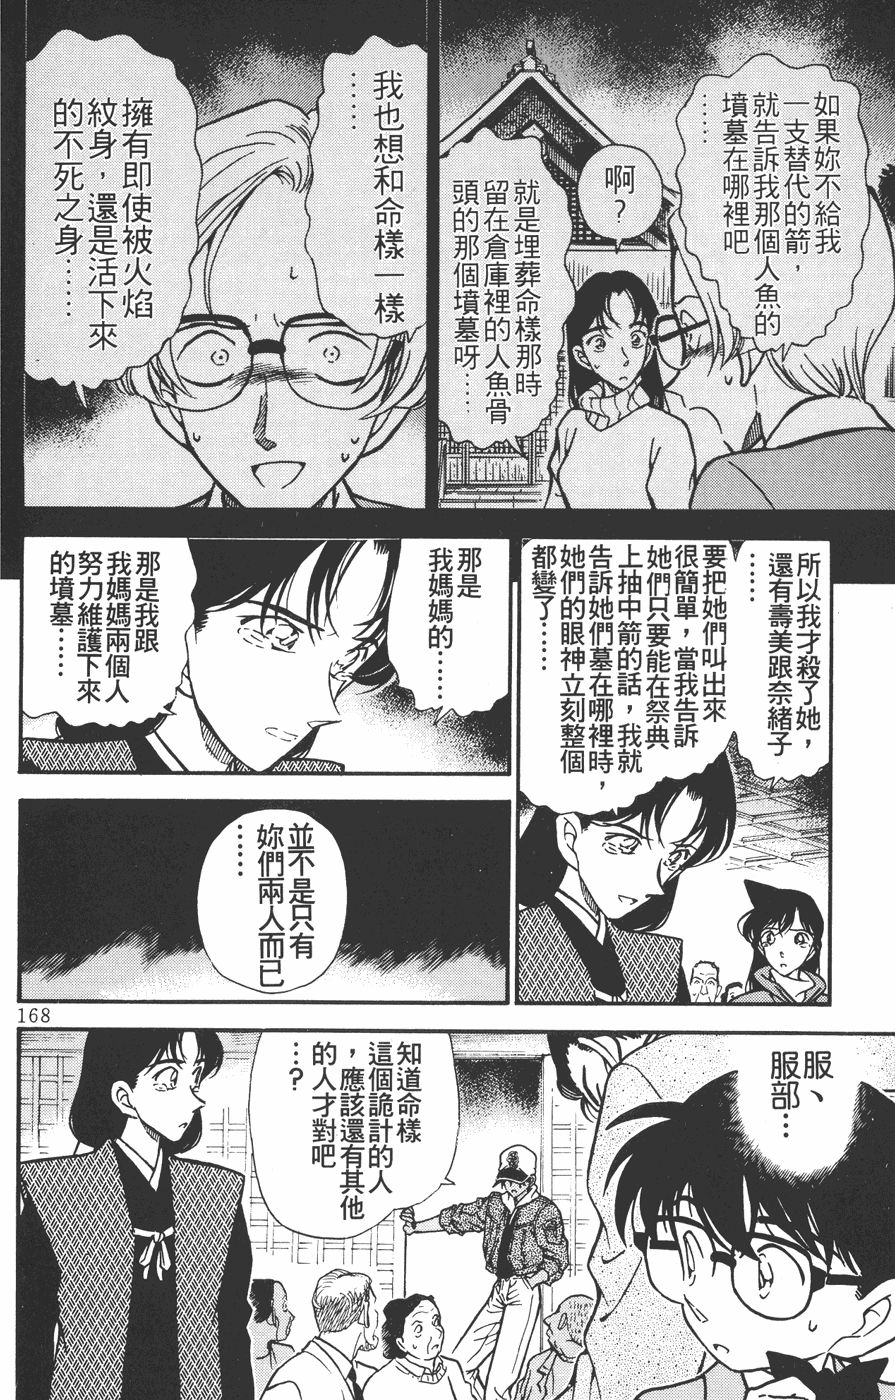 如果妳不給我
一支替代的箭，
就告訴我那個人魚的
墳墓在哪裡吧
……
啊？
就是埋葬命樣那時
留在倉庫裡的人魚骨
頭的那個墳墓呀……
我也想和命樣一樣
……
擁有即使被火焰
紋身，還是活下來
的不死之身……
所以我才殺了她，
還有壽美跟奈緒子
……
要把她們叫出來
很簡單，當我告訴
她們只要能在祭典
上抽中箭的話，我就
告訴她們墓在哪裡時，
她們的眼神立刻整個
都變了……
那是
我媽媽的……
那是我跟
我媽媽兩個人
努力維護下來
的墳墓……
並不是只有
妳們兩人而已
……
168
服、
服部…
知道命樣
這個詭計的人
，應該還有其他
的人才對吧
…？